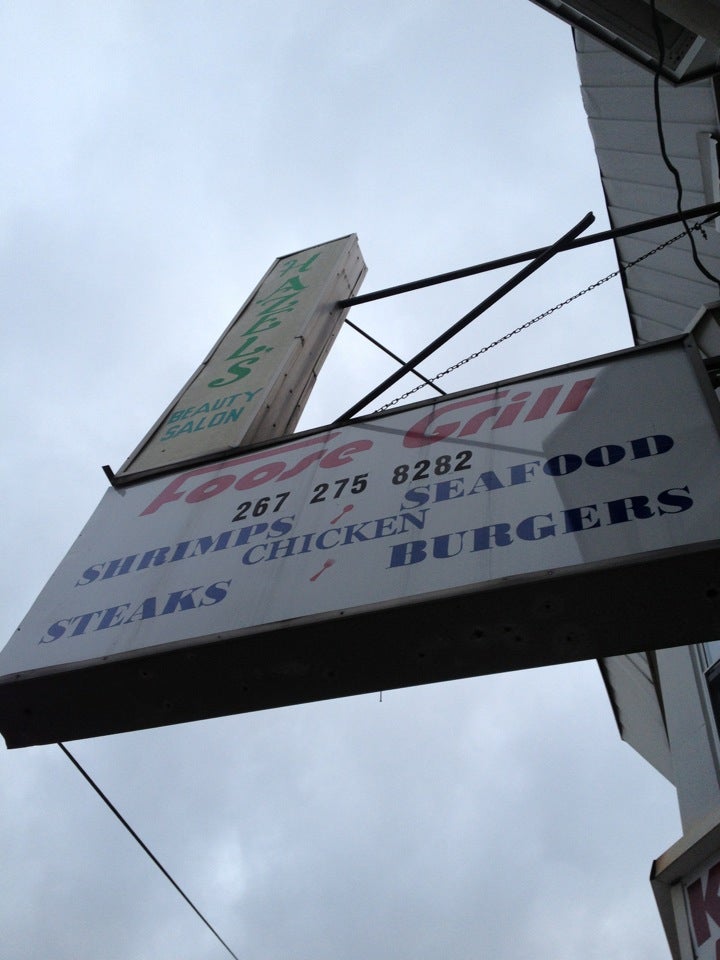 HAZEL'S
BEAUTY
SALON
Foose Grill
267 275 8282
SHRIMPS SEAFOOD
CHICKEN
STEAKS BURGERS
K